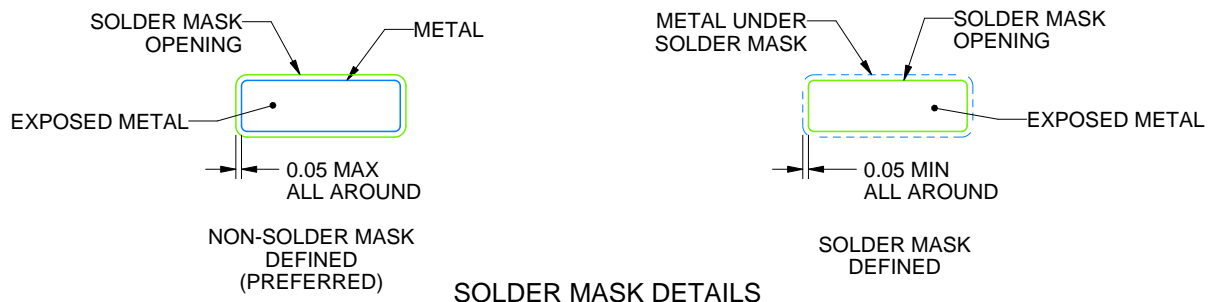 SOLDER MASK
OPENING
METAL
EXPOSED METAL
0.05 MAX
ALL AROUND
NON-SOLDER MASK
DEFINED
(PREFERRED)
METAL UNDER
SOLDER MASK
SOLDER MASK
OPENING
EXPOSED METAL
0.05 MIN
ALL AROUND
SOLDER MASK
DEFINED
SOLDER MASK DETAILS